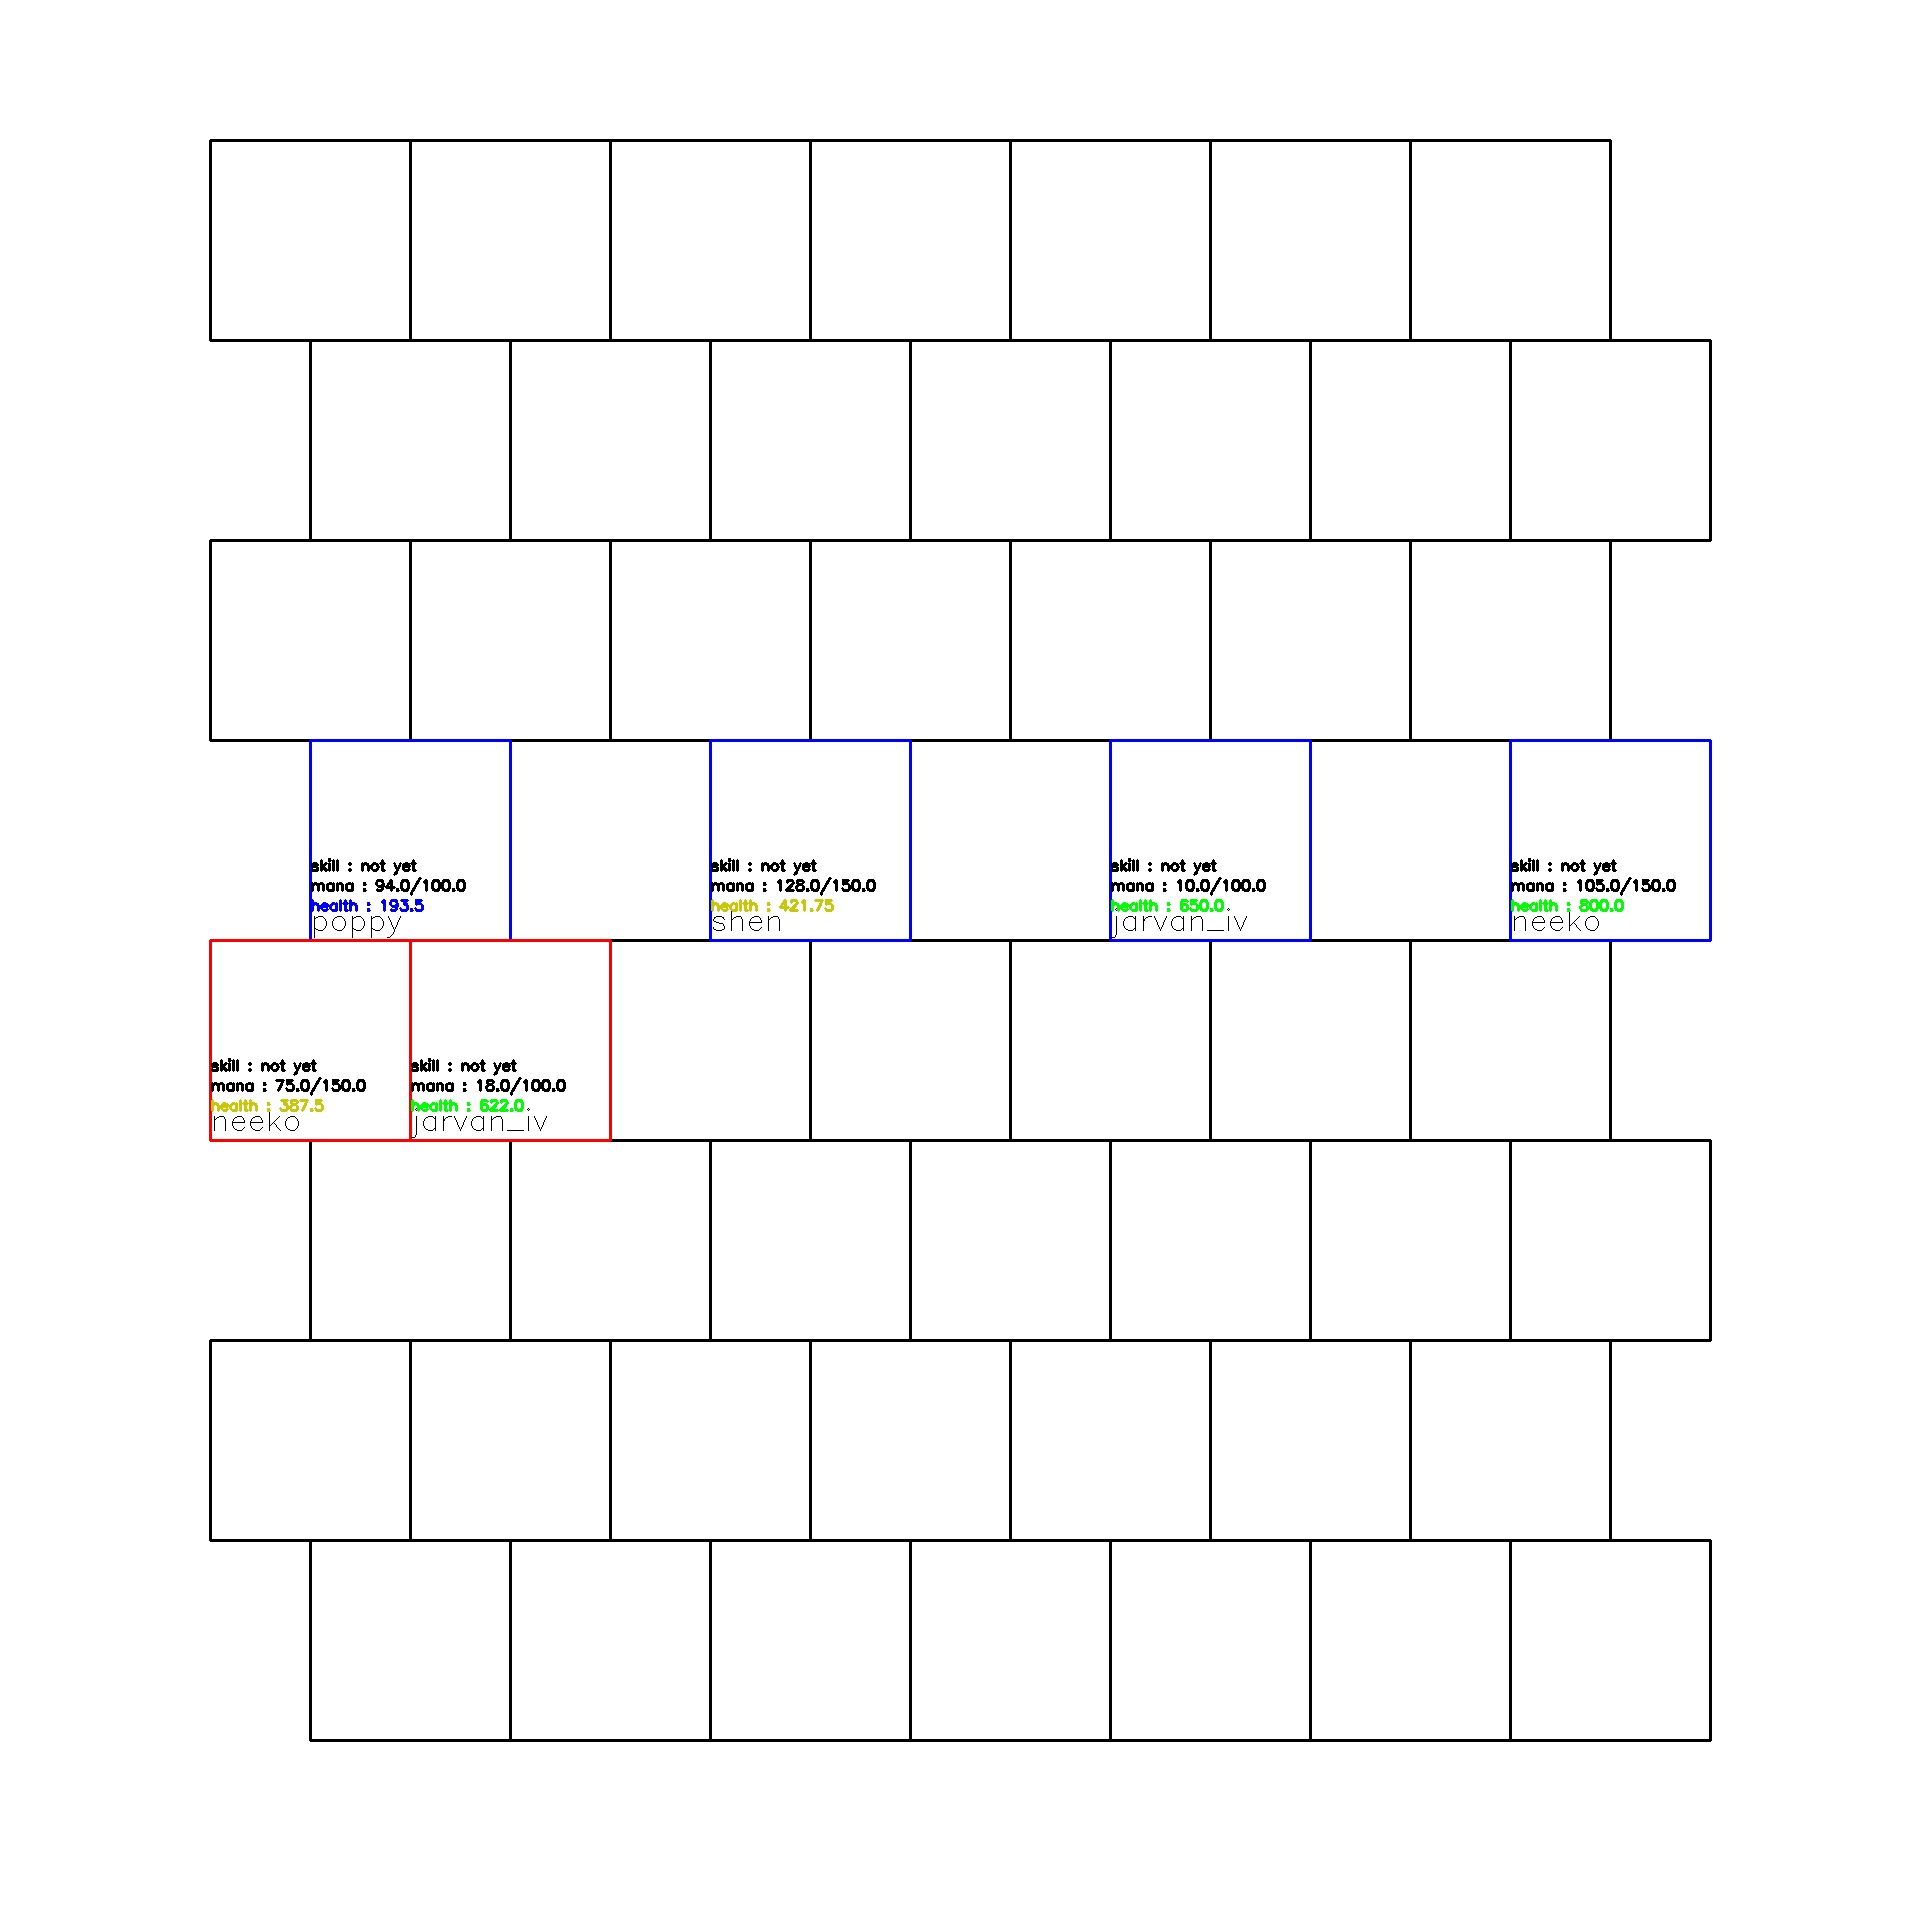 skill : not yet
mana : 94.0/100.0
health : 193.5
poppy
skill : not yet
mana : 128.0/150.0
health : 421.75
shen
skill : not yet
mana : 10.0/100.0
health : 650.0
jarvan_iv
skill : not yet
mana : 105.0/150.0
health : 800.0
neeko
skill : not yet
mana : 75.0/150.0
health : 387.5
neeko
skill : not yet
mana : 18.0/100.0
health : 622.0
jarvan_iv